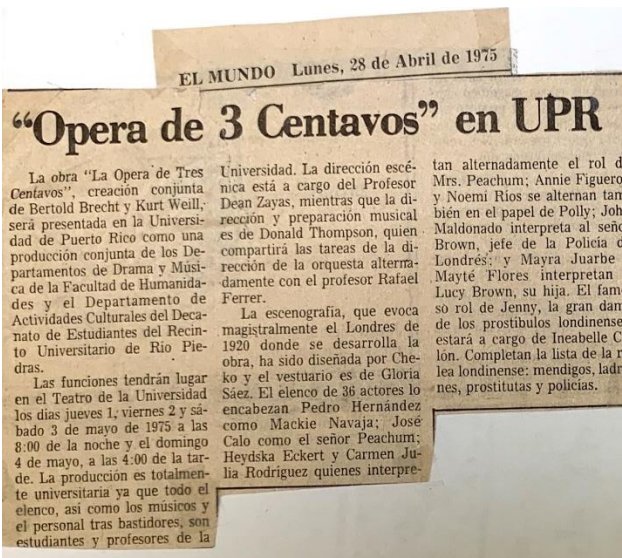 EL MUNDO Lunes, 28 de Abril de 1975
“Opera de 3 Centavos” en UPR
La obra “La Opera de Tres
Centavos”, creación conjunta
de Bertold Brecht y Kurt Weill,
será presentada en la Universi-
dad de Puerto Rico como una
producción conjunta de los De-
partamentos de Drama y Músi-
ca de la Facultad de Humanida-
des y el Departamento de
Actividades Culturales del Deca-
nato de Estudiantes del Recin-
to Universitario de Río Pie-
dras.
Las funciones tendrán lugar
en el Teatro de la Universidad
los días jueves 1, viernes 2 y sá-
bado 3 de mayo de 1975 a las
8:00 de la noche y el domingo
4 de mayo, a las 4:00 de la tar-
de. La producción es totalmen-
te universitaria ya que todo el
elenco, así como los músicos y
el personal tras bastidores, son
estudiantes y profesores de la
Universidad. La dirección escé-
nica está a cargo del Profesor
Dean Zayas, mientras que la di-
rección y preparación musical
es de Donald Thompson, quien
compartirá las tareas de la di-
rección de la orquesta alterna-
damente con el profesor Rafael
Ferrer.
La escenografía, que evoca
magistralmente el Londres de
1920 donde se desarrolla la
obra, ha sido diseñada por Che-
ko y el vestuario es de Gloria
Sáez. El elenco de 36 actores lo
encabezan Pedro Hernández
como Mackie Navaja; José
Calo como el señor Peachum;
Heydska Eckert y Carmen Ju-
lia Rodríguez quienes interpre-
tan alternadamente el rol d
Mrs. Peachum; Annie Figuero
y Noemí Ríos se alternan tam
bién en el papel de Polly; Joh
Maldonado interpreta al seño
Brown, jefe de la Policía d
Londrés; y Mayra Juarbe
Mayté Flores interpretan
Lucy Brown, su hija. El fam
so rol de Jenny, la gran dam
de los prostíbulos londinense
estará a cargo de Ineabelle C
lón. Completan la lista de la r
lea londinense: mendigos, ladr
nes, prostitutas y policías.